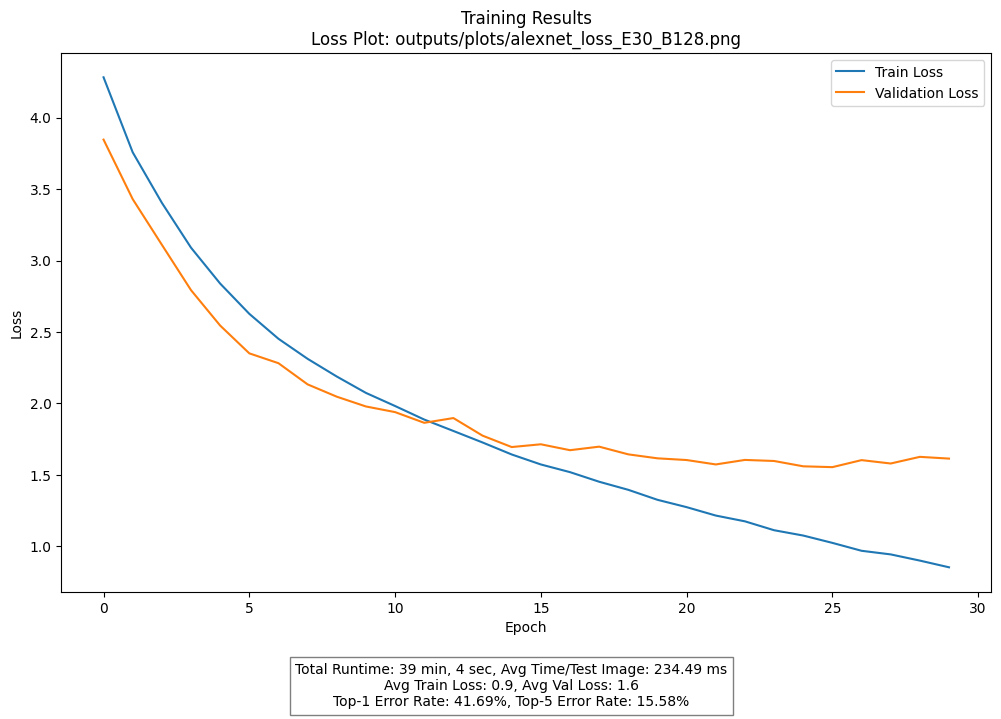 Training Results
Loss Plot: outputs/plots/alexnet_loss_E30_B128.png
Train Loss
Validation Loss
4.0
3.5
3.0
2.5
2.0
1.5
1.0
Loss
0 5 10 15 20 25 30
Epoch
Total Runtime: 39 min, 4 sec, Avg Time/Test Image: 234.49 ms
Avg Train Loss: 0.9, Avg Val Loss: 1.6
Top-1 Error Rate: 41.69%, Top-5 Error Rate: 15.58%